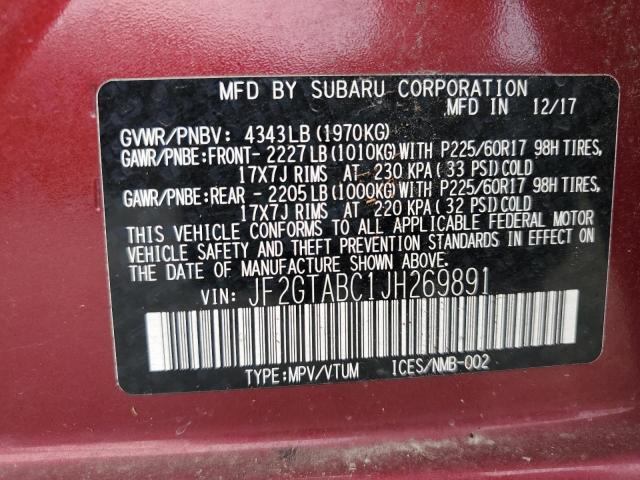 MFD BY SUBARU CORPORATION
MFD IN 12/17
GVWR/PNBV: 4343LB(1970KG)
GAWR/PNBE:FRONT-2227LB(1010KG)WITH P225/60R17 98H TIRES,
17X7J RIMS AT 230 KPA(33 PSI)COLD
GAWR/PNBE:REAR -2205LB(1000KG)WITH P225/60R17 98H TIRES,
17X7J RIMS AT 220 KPA(32 PSI)COLD
THIS VEHICLE CONFORMS TO ALL APPLICABLE FEDERAL MOTOR
VEHICLE SAFETY AND THEFT PREVENTION STANDARDS IN EFFECT ON
THE DATE OF MANUFACTURE SHOWN ABOVE.
VIN: JF2GTABC1JH269891
TYPE:MPV/VTUM ICES/NMB-002